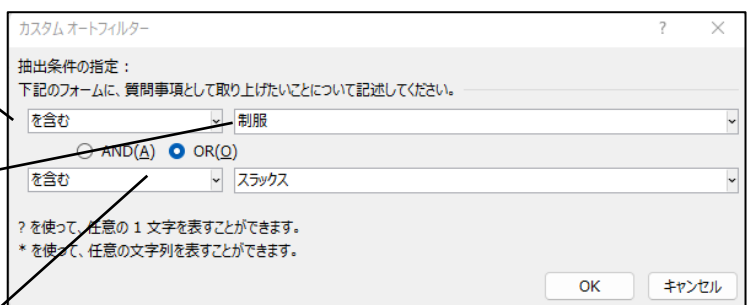 カスタム オートフィルター ? ×
抽出条件の指定：
下記のフォームに、質問事項として取り上げたいことについて記述してください。
を含む 制服
AND(A) OR(O)
を含む スラックス
? を使って、任意の 1 文字を表すことができます。
* を使って、任意の文字列を表すことができます。
OK キャンセル